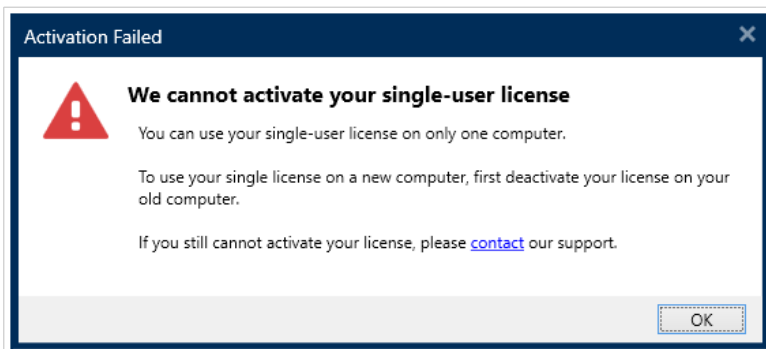 Activation Failed
We cannot activate your single-user license
You can use your single-user license on only one computer.
To use your single license on a new computer, first deactivate your license on your
old computer.
If you still cannot activate your license, please contact our support.
OK